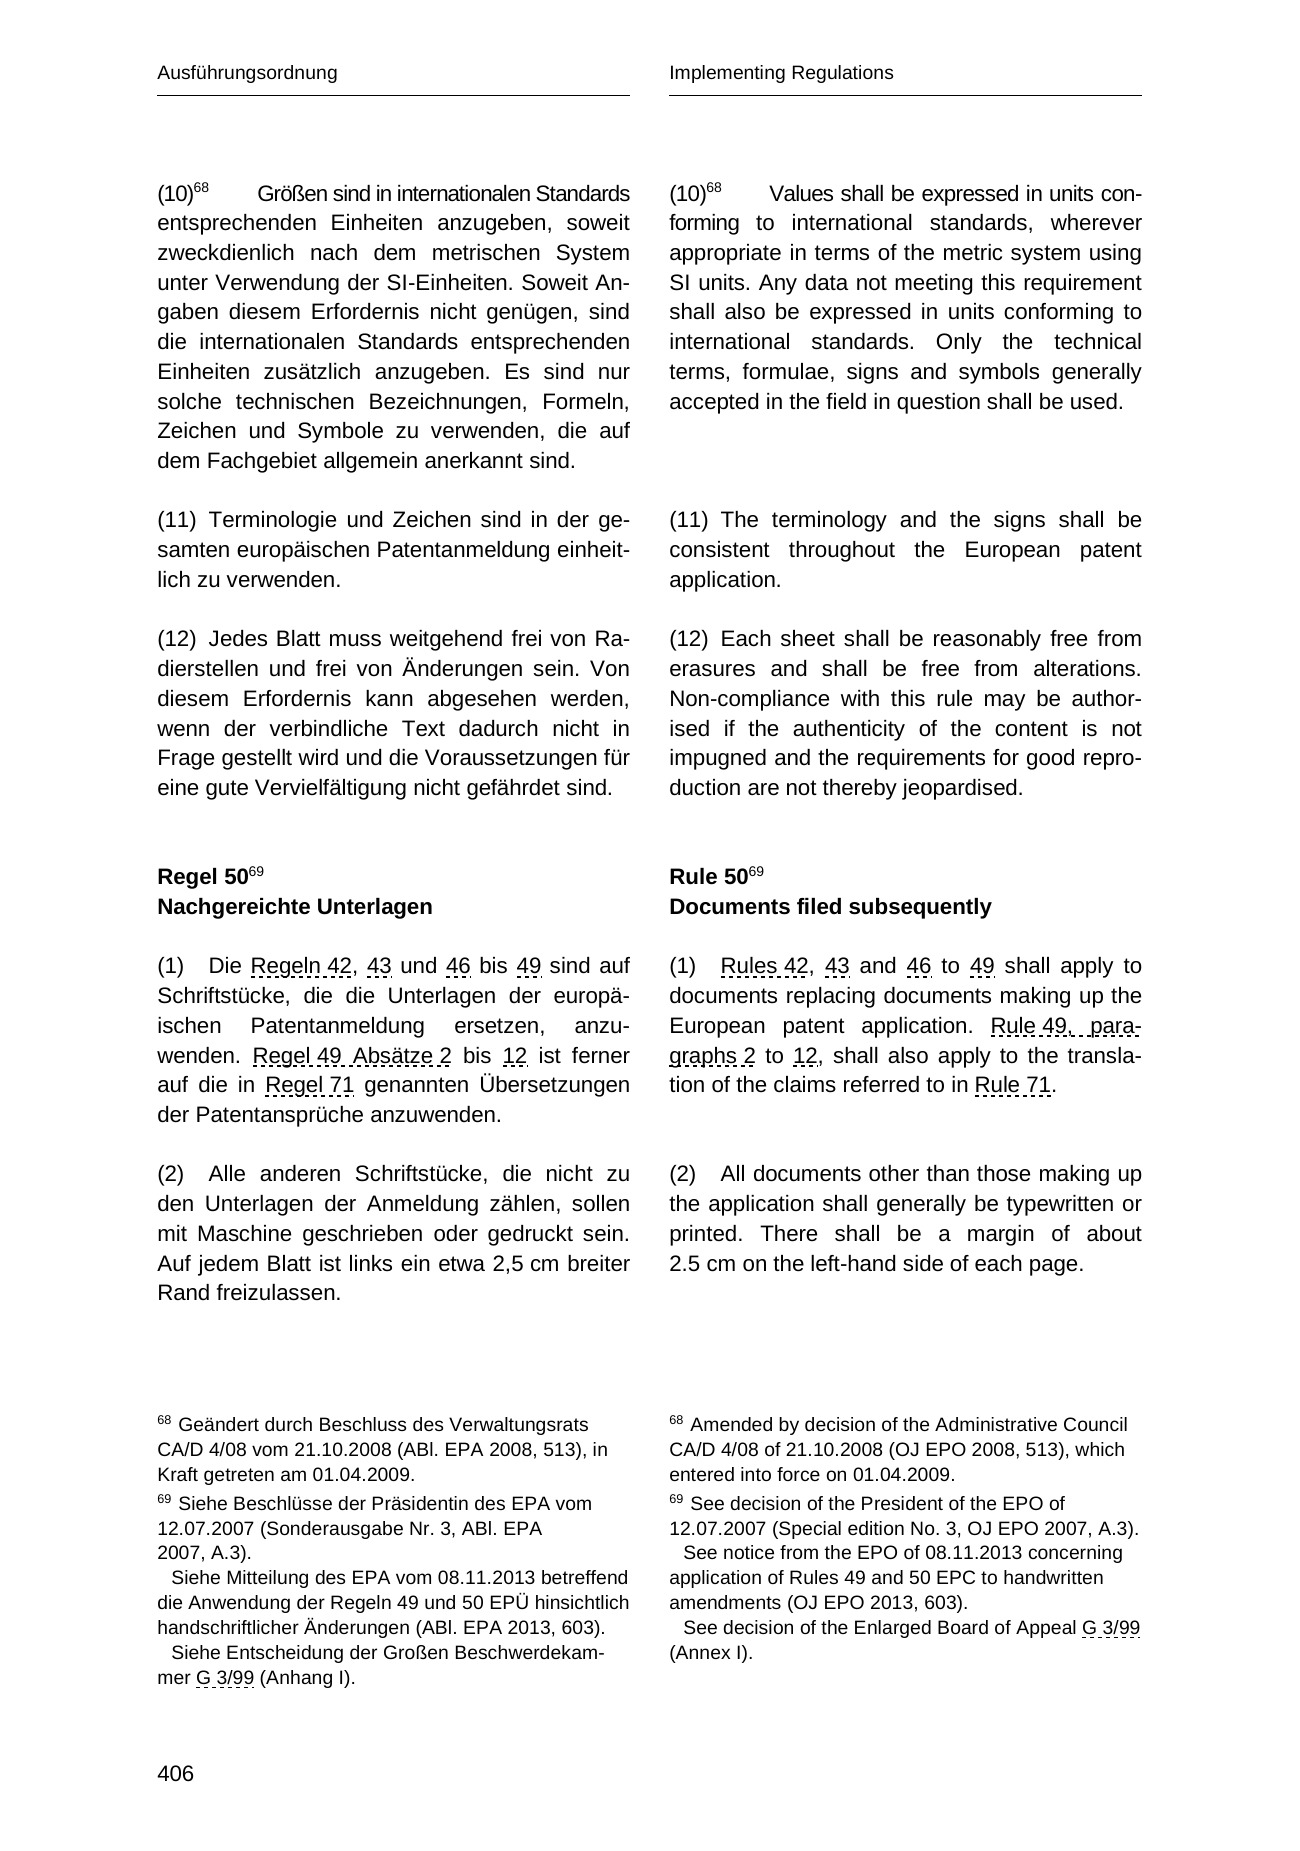 Ausführungsordnung
(10)68 Größen sind in internationalen Standards
entsprechenden Einheiten anzugeben, soweit
zweckdienlich nach dem metrischen System
unter Verwendung der SI-Einheiten. Soweit An-
gaben diesem Erfordernis nicht genügen, sind
die internationalen Standards entsprechenden
Einheiten zusätzlich anzugeben. Es sind nur
solche technischen Bezeichnungen, Formeln,
Zeichen und Symbole zu verwenden, die auf
dem Fachgebiet allgemein anerkannt sind.
(11) Terminologie und Zeichen sind in der ge-
samten europäischen Patentanmeldung einheit-
lich zu verwenden.
(12) Jedes Blatt muss weitgehend frei von Ra-
dierstellen und frei von Änderungen sein. Von
diesem Erfordernis kann abgesehen werden,
wenn der verbindliche Text dadurch nicht in
Frage gestellt wird und die Voraussetzungen für
eine gute Vervielfältigung nicht gefährdet sind.
Regel 5069
Nachgereichte Unterlagen
(1) Die Regeln 42, 43 und 46 bis 49 sind auf
Schriftstücke, die die Unterlagen der europä-
ischen Patentanmeldung ersetzen, anzu-
wenden. Regel 49 Absätze 2 bis 12 ist ferner
auf die in Regel 71 genannten Übersetzungen
der Patentansprüche anzuwenden.
(2) Alle anderen Schriftstücke, die nicht zu
den Unterlagen der Anmeldung zählen, sollen
mit Maschine geschrieben oder gedruckt sein.
Auf jedem Blatt ist links ein etwa 2,5 cm breiter
Rand freizulassen.
68 Geändert durch Beschluss des Verwaltungsrats
CA/D 4/08 vom 21.10.2008 (ABl. EPA 2008, 513), in
Kraft getreten am 01.04.2009.
69 Siehe Beschlüsse der Präsidentin des EPA vom
12.07.2007 (Sonderausgabe Nr. 3, ABl. EPA
2007, A.3).
Siehe Mitteilung des EPA vom 08.11.2013 betreffend
die Anwendung der Regeln 49 und 50 EPÜ hinsichtlich
handschriftlicher Änderungen (ABl. EPA 2013, 603).
Siehe Entscheidung der Großen Beschwerdekam-
mer G 3/99 (Anhang I).
Implementing Regulations
(10)68 Values shall be expressed in units con-
forming to international standards, wherever
appropriate in terms of the metric system using
SI units. Any data not meeting this requirement
shall also be expressed in units conforming to
international standards. Only the technical
terms, formulae, signs and symbols generally
accepted in the field in question shall be used.
(11) The terminology and the signs shall be
consistent throughout the European patent
application.
(12) Each sheet shall be reasonably free from
erasures and shall be free from alterations.
Non-compliance with this rule may be author-
ised if the authenticity of the content is not
impugned and the requirements for good repro-
duction are not thereby jeopardised.
Rule 5069
Documents filed subsequently
(1) Rules 42, 43 and 46 to 49 shall apply to
documents replacing documents making up the
European patent application. Rule 49, para-
graphs 2 to 12, shall also apply to the transla-
tion of the claims referred to in Rule 71.
(2) All documents other than those making up
the application shall generally be typewritten or
printed. There shall be a margin of about
2.5 cm on the left-hand side of each page.
68 Amended by decision of the Administrative Council
CA/D 4/08 of 21.10.2008 (OJ EPO 2008, 513), which
entered into force on 01.04.2009.
69 See decision of the President of the EPO of
12.07.2007 (Special edition No. 3, OJ EPO 2007, A.3).
See notice from the EPO of 08.11.2013 concerning
application of Rules 49 and 50 EPC to handwritten
amendments (OJ EPO 2013, 603).
See decision of the Enlarged Board of Appeal G 3/99
(Annex I).
406